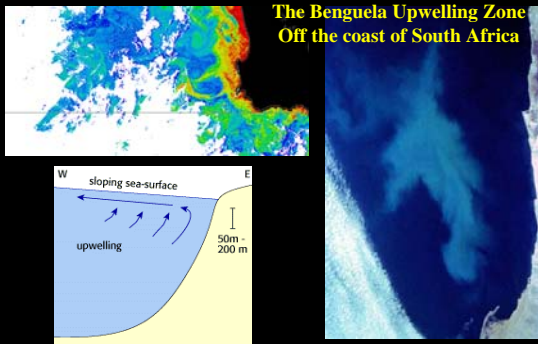 The Benguela Upwelling Zone
Off the coast of South Africa
W
E
sloping sea-surface
upwelling
50m -
200 m